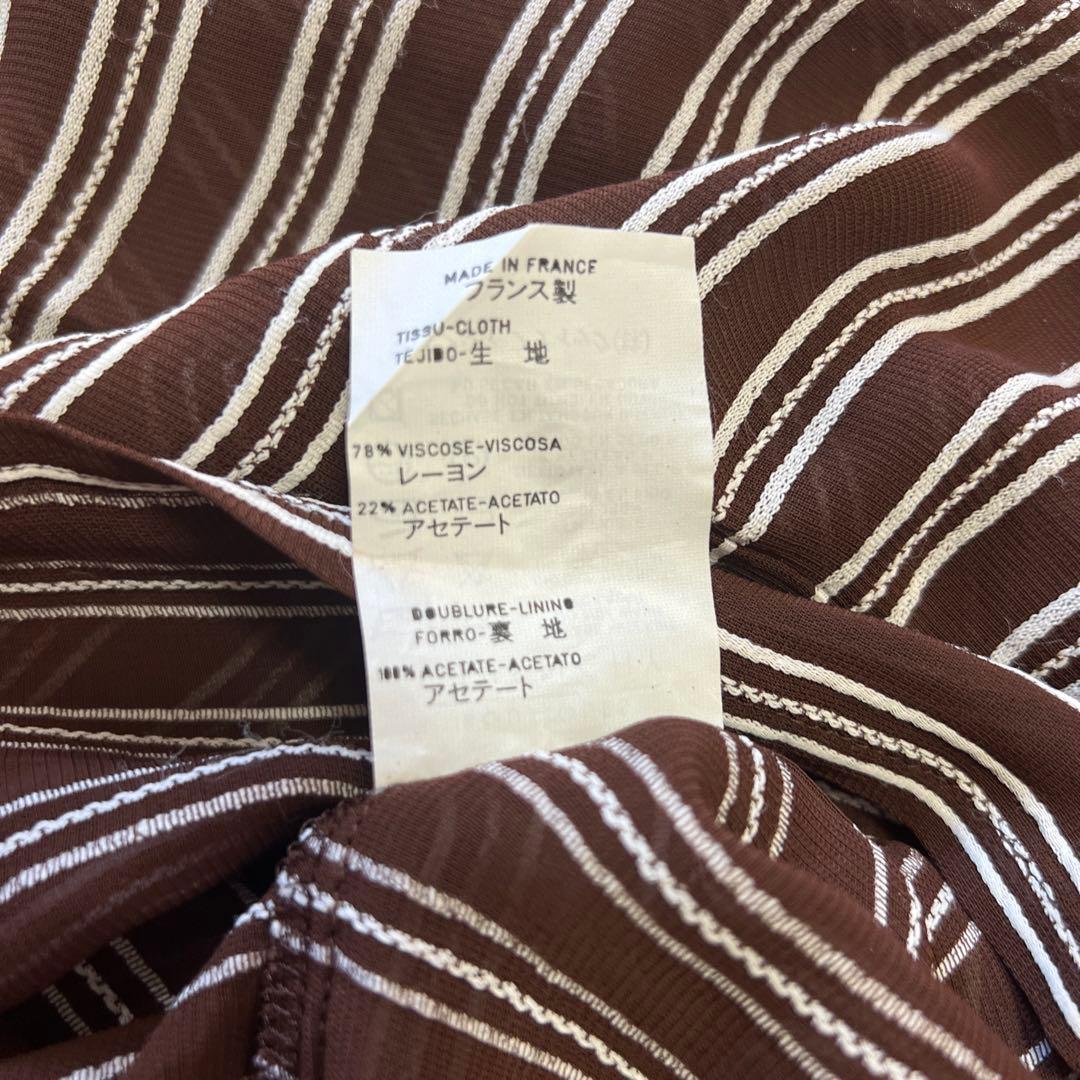 MADE IN FRANCE
フランス製
TISSU-CLOTH
TEJIDO-生 地
78% VISCOSE-VISCOSA
レーヨン
22% ACETATE-ACETATO
アセテート
DOUBLURE-LINING
FORRO-裏 地
100% ACETATE-ACETATO
アセテート